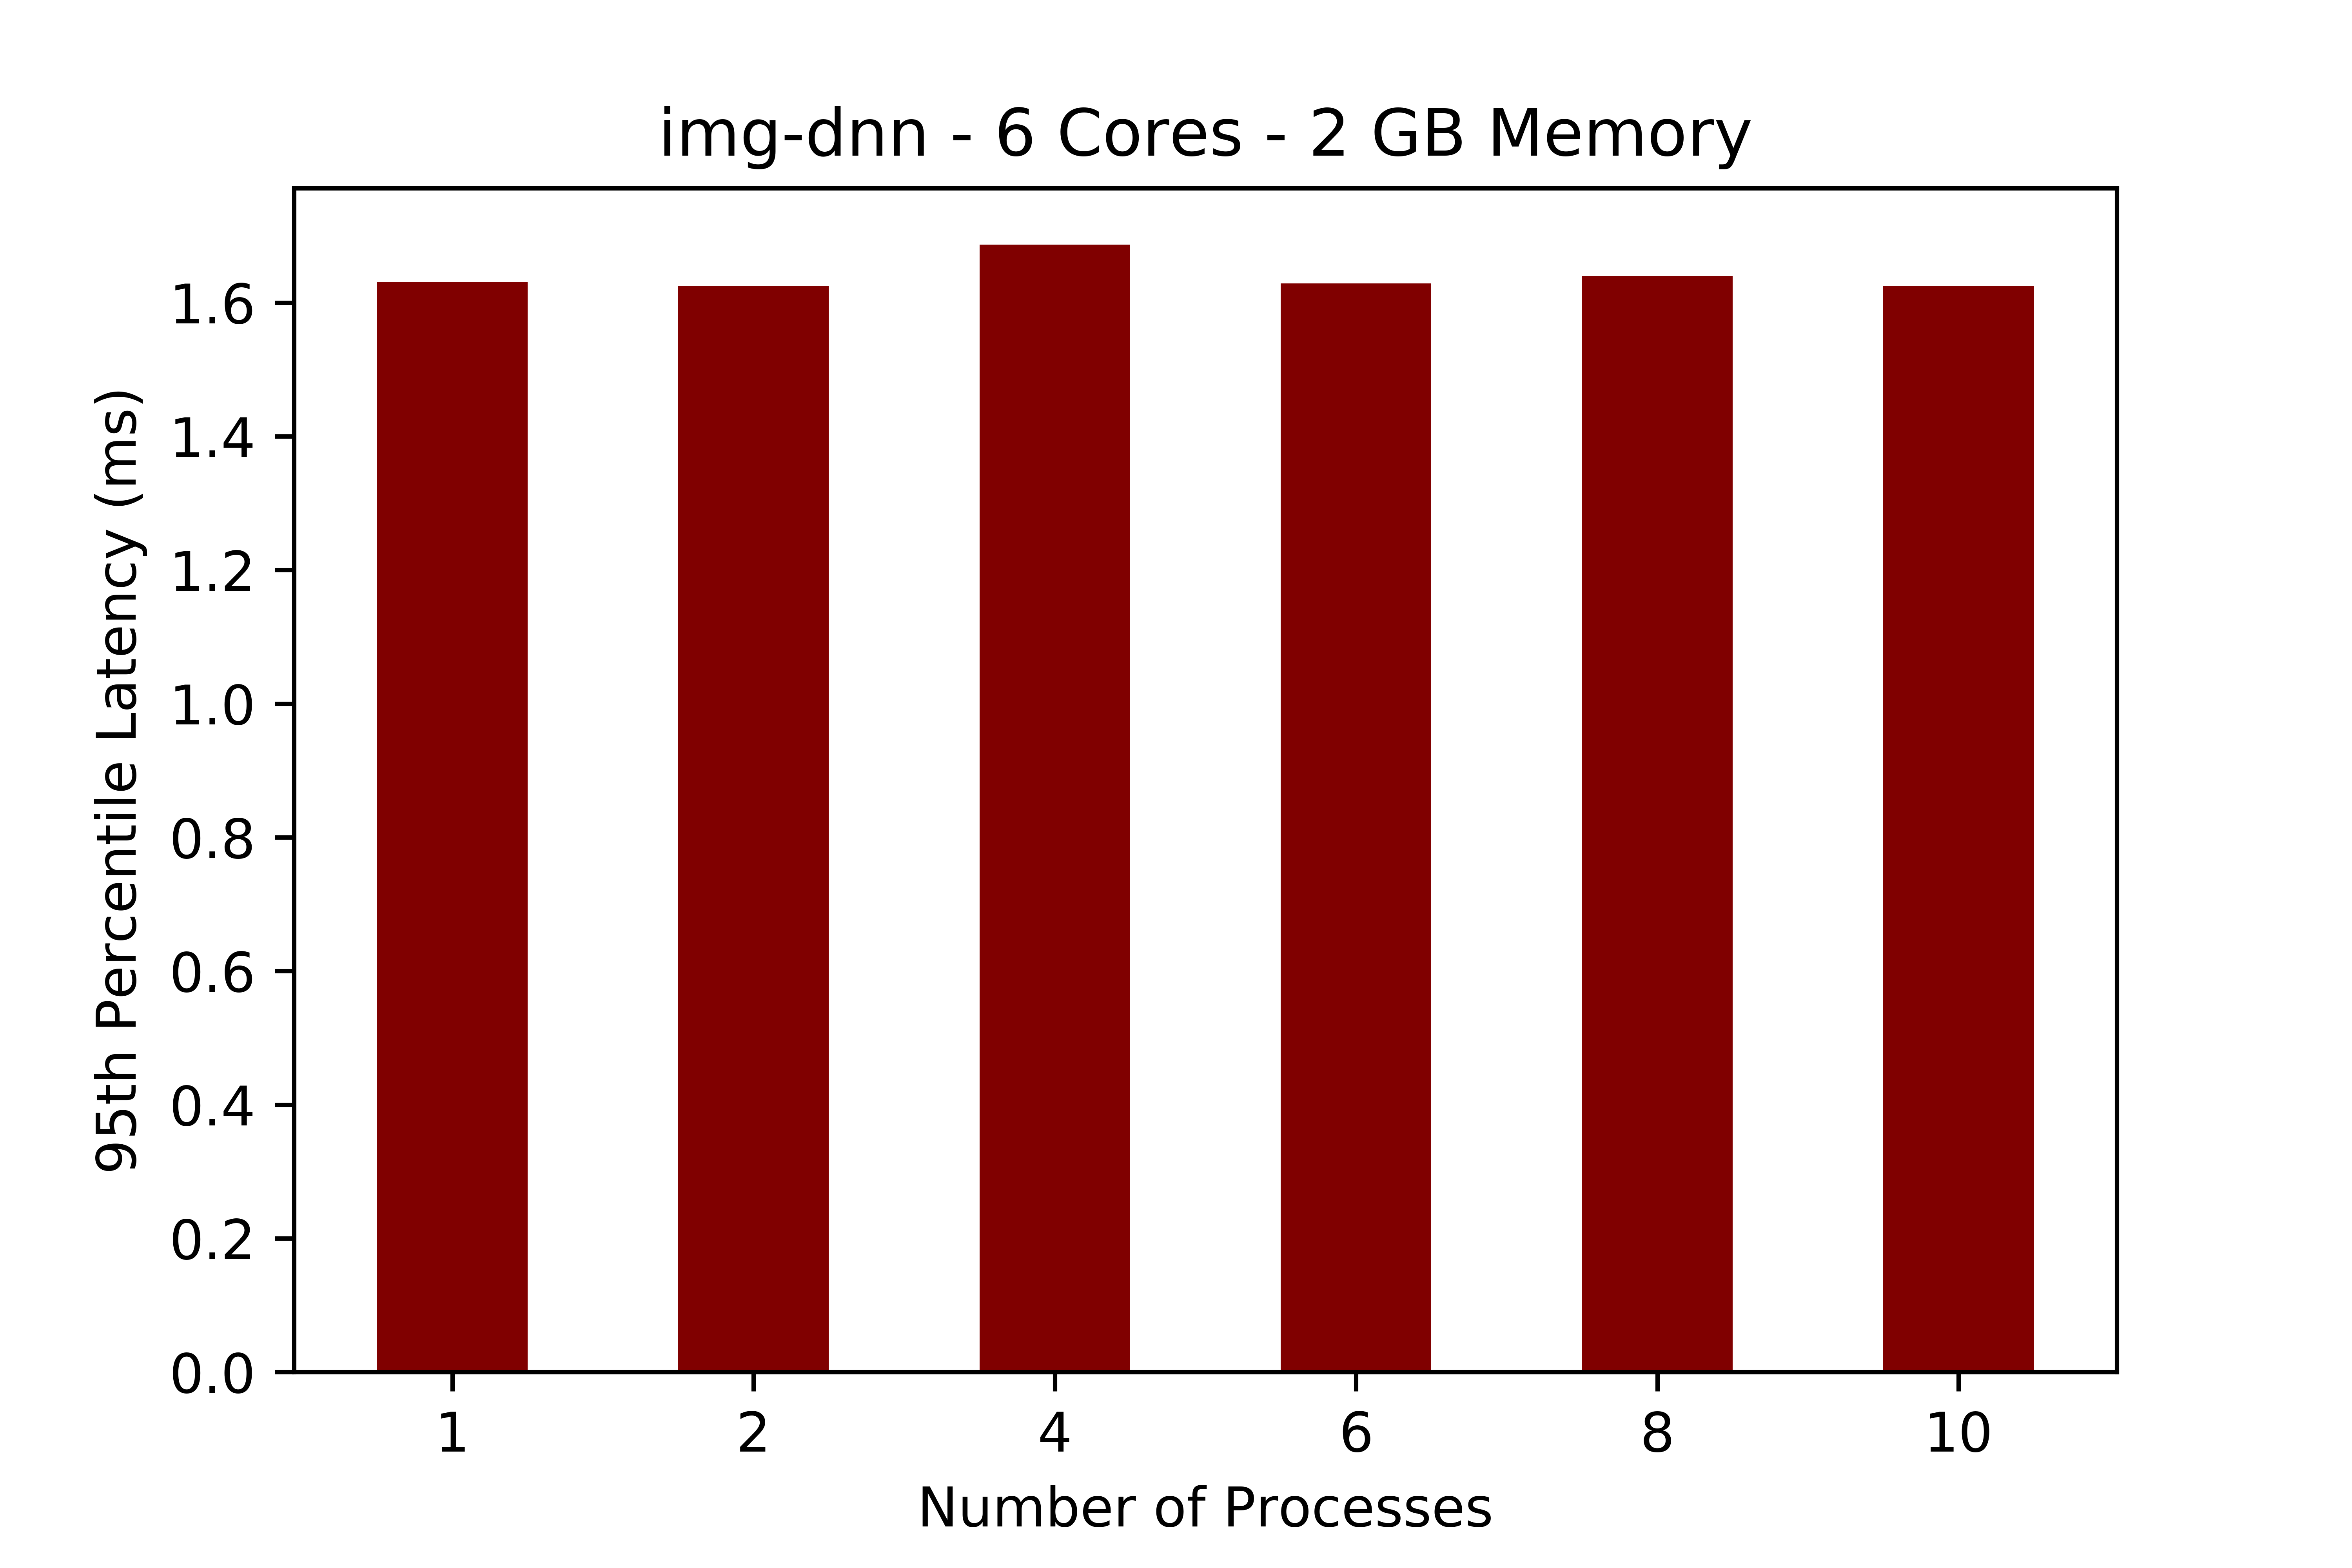 img-dnn - 6 Cores - 2 GB Memory
95th Percentile Latency (ms)
1.6
1.4
1.2
1.0
0.8
0.6
0.4
0.2
0.0
1 2 4 6 8 10
Number of Processes